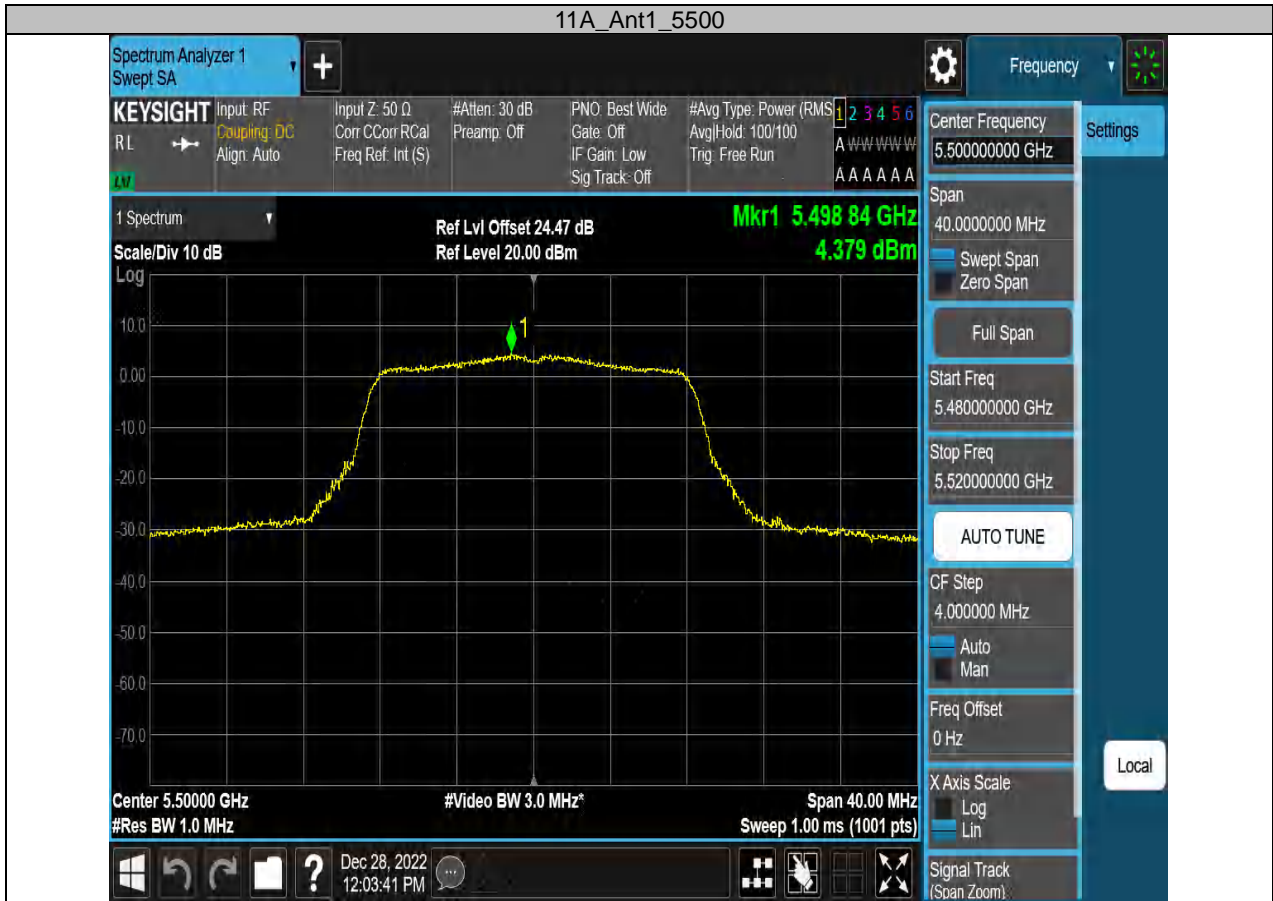 11A_Ant1_5500
Spectrum Analyzer 1
Swept SA
Frequency
KEYSIGHT
RL
Input: RF
Coupling: DC
Align: Auto
Input Z: 50 Ω
Corr CCorr RCal
Freq Ref: Int (S)
#Atten: 30 dB
Preamp: Off
PNO: Best Wide
Gate: Off
IF Gain: Low
Sig Track: Off
#Avg Type: Power (RMS
Avg|Hold: 100/100
Trig: Free Run
1 2 3 4 5 6
A W W W W W
A A A A A A
1 Spectrum
Scale/Div 10 dB
Log
Ref Lvl Offset 24.47 dB
Ref Level 20.00 dBm
Mkr1 5.498 84 GHz
4.379 dBm
1
10.0
0.00
-10.0
-20.0
-30.0
-40.0
-50.0
-60.0
-70.0
Center 5.50000 GHz
#Res BW 1.0 MHz
#Video BW 3.0 MHz*
Span 40.00 MHz
Sweep 1.00 ms (1001 pts)
Dec 28, 2022
12:03:41 PM
Center Frequency
5.500000000 GHz
Settings
Span
40.0000000 MHz
Swept Span
Zero Span
Full Span
Start Freq
5.480000000 GHz
Stop Freq
5.520000000 GHz
AUTO TUNE
CF Step
4.000000 MHz
Auto
Man
Freq Offset
0 Hz
X Axis Scale
Log
Lin
Local
Signal Track
(Span Zoom)